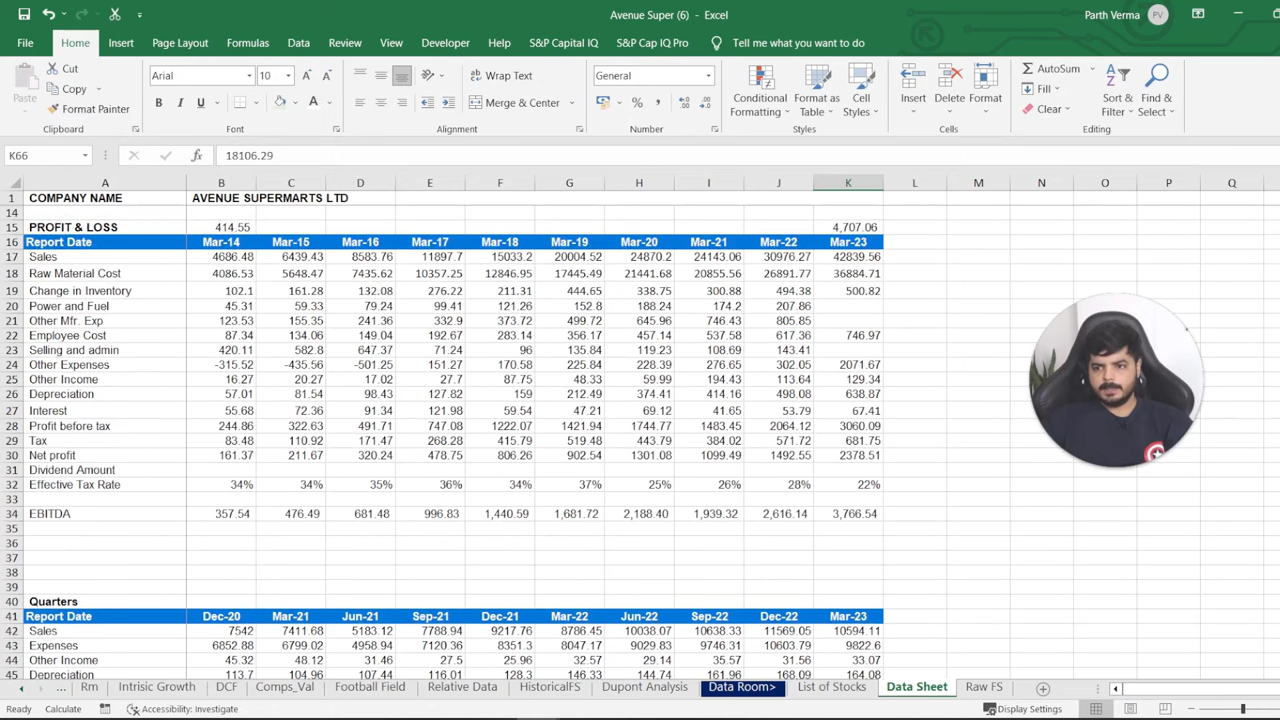 Avenue Super (6) - Excel
Parth Verma PV
File Home Insert Page Layout Formulas Data Review View Developer Help S&P Capital IQ S&P Cap IQ Pro Tell me what you want to do
Paste Cut Copy Format Painter Clipboard
Arial 10 A A B I U A Font
ab Wrap Text Merge & Center Alignment
General % , Number
Conditional Formatting Format as Table Cell Styles Styles
Insert Delete Format Cells
AutoSum Fill Clear Sort & Filter Find & Select Editing
K66 fx 18106.29
A B C D E F G H I J K L M N O P Q
1 COMPANY NAME AVENUE SUPERMARTS LTD
14
15 PROFIT & LOSS 414.55 4,707.06
16 Report Date Mar-14 Mar-15 Mar-16 Mar-17 Mar-18 Mar-19 Mar-20 Mar-21 Mar-22 Mar-23
17 Sales 4686.48 6439.43 8583.76 11897.7 15033.2 20004.52 24870.2 24143.06 30976.27 42839.56
18 Raw Material Cost 4086.53 5648.47 7435.62 10357.25 12846.95 17445.49 21441.68 20855.56 26891.77 36884.71
19 Change in Inventory 102.1 161.28 132.08 276.22 211.31 444.65 338.75 300.88 494.38 500.82
20 Power and Fuel 45.31 59.33 79.24 99.41 121.26 152.8 188.24 174.2 207.86
21 Other Mfr. Exp 123.53 155.35 241.36 332.9 373.72 499.72 645.96 746.43 805.85
22 Employee Cost 87.34 134.06 149.04 192.67 283.14 356.17 457.14 537.58 617.36 746.97
23 Selling and admin 420.11 582.8 647.37 71.24 96 135.84 119.23 108.69 143.41
24 Other Expenses -315.52 -435.56 -501.25 151.27 170.58 225.84 228.39 276.65 302.05 2071.67
25 Other Income 16.27 20.27 17.02 27.7 87.75 48.33 59.99 194.43 113.64 129.34
26 Depreciation 57.01 81.54 98.43 127.82 159 212.49 374.41 414.16 498.08 638.87
27 Interest 55.68 72.36 91.34 121.98 59.54 47.21 69.12 41.65 53.79 67.41
28 Profit before tax 244.86 322.63 491.71 747.08 1222.07 1421.94 1744.77 1483.45 2064.12 3060.09
29 Tax 83.48 110.92 171.47 268.28 415.79 519.48 443.79 384.02 571.72 681.75
30 Net profit 161.37 211.67 320.24 478.75 806.26 902.54 1301.08 1099.49 1492.55 2378.51
31 Dividend Amount
32 Effective Tax Rate 34% 34% 35% 36% 34% 37% 25% 26% 28% 22%
33
34 EBITDA 357.54 476.49 681.48 996.83 1,440.59 1,681.72 2,188.40 1,939.32 2,616.14 3,766.54
35
36
37
38
39
40 Quarters
41 Report Date Dec-20 Mar-21 Jun-21 Sep-21 Dec-21 Mar-22 Jun-22 Sep-22 Dec-22 Mar-23
42 Sales 7542 7411.68 5183.12 7788.94 9217.76 8786.45 10038.07 10638.33 11569.05 10594.11
43 Expenses 6852.88 6799.02 4958.94 7120.36 8351.3 8047.17 9029.83 9746.31 10603.79 9822.6
44 Other Income 45.32 48.12 31.46 27.5 25.96 32.57 29.14 35.57 31.56 33.07
45 Depreciation 113.7 104.96 107.44 116.01 128.3 146.33 144.74 161.96 168.09 164.08
... Rm Intrisic Growth DCF Comps_Val Football Field Relative Data HistoricalFS Dupont Analysis Data Room> List of Stocks Data Sheet Raw FS
Ready Calculate Accessibility: Investigate Display Settings